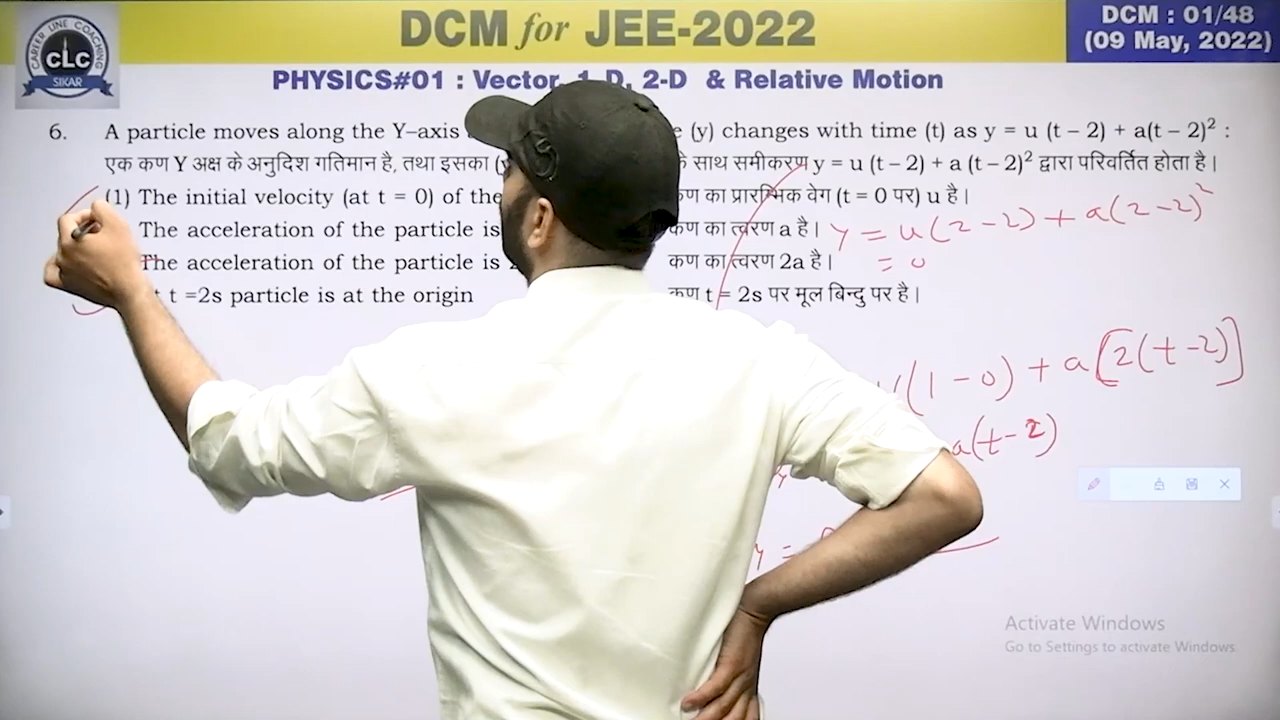 CAREER LINE COACHING
CLC
SIKAR
DCM for JEE-2022
DCM : 01/48
(09 May, 2022)
PHYSICS#01 : Vector, 1-D, 2-D & Relative Motion
6. A particle moves along the Y–axis (y) changes with time (t) as y = u (t – 2) + a(t – 2)² :
एक कण Y अक्ष के अनुदिश गतिमान है, तथा इसका साथ समीकरण y = u (t – 2) + a (t – 2)² द्वारा परिवर्तित होता है।
(1) The initial velocity (at t = 0) of the कण का प्रारम्भिक वेग (t = 0 पर) u है।
The acceleration of the particle is कण का त्वरण a है।
y = u(2-2) + a(2-2)²
The acceleration of the particle is कण का त्वरण 2a है।
= 0
t =2s particle is at the origin कण t = 2s पर मूल बिन्दु पर है।
(1-0) + a[2(t-2)]
a(t-2)
y =
Activate Windows
Go to Settings to activate Windows.